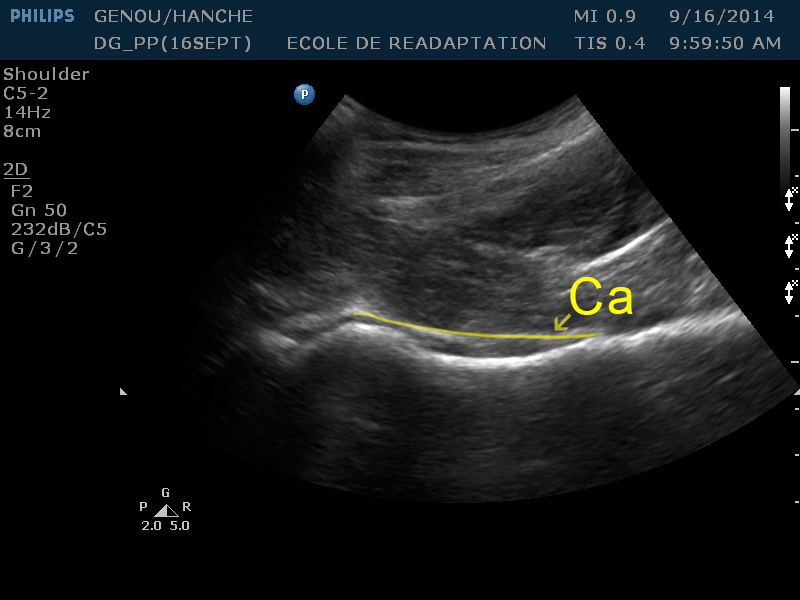 PHILIPS GENOU/HANCHE MI 0.9 9/16/2014
DG_PP(16SEPT) ECOLE DE READAPTATION TIS 0.4 9:59:50 AM
Shoulder
C5-2
14Hz
8cm
2D
F2
Gn 50
232dB/C5
G/3/2
P
Ca
G
P R
2.0 5.0